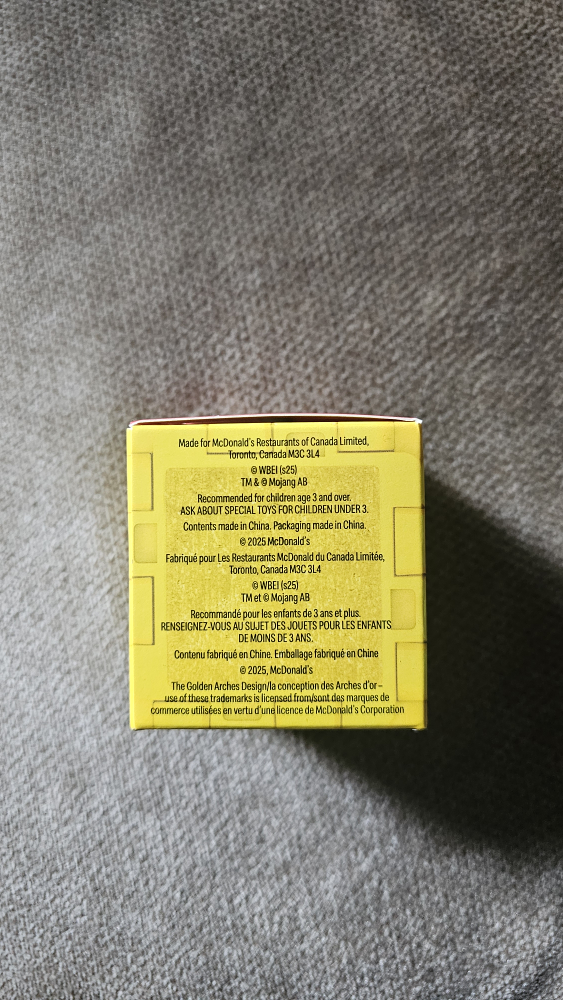 Made for McDonald's Restaurants of Canada Limited,
Toronto, Canada M3C 3L4
© WBEI (s25)
TM & © Mojang AB
Recommended for children age 3 and over.
ASK ABOUT SPECIAL TOYS FOR CHILDREN UNDER 3.
Contents made in China. Packaging made in China.
© 2025 McDonald's
Fabriqué pour Les Restaurants McDonald du Canada Limitée,
Toronto, Canada M3C 3L4
© WBEI (s25)
TM et © Mojang AB
Recommandé pour les enfants de 3 ans et plus.
RENSEIGNEZ-VOUS AU SUJET DES JOUETS POUR LES ENFANTS
DE MOINS DE 3 ANS.
Contenu fabriqué en Chine. Emballage fabriqué en Chine
© 2025, McDonald's
The Golden Arches Design/la conception des Arches d'or –
use of these trademarks is licensed from/sont des marques de
commerce utilisées en vertu d'une licence de McDonald's Corporation